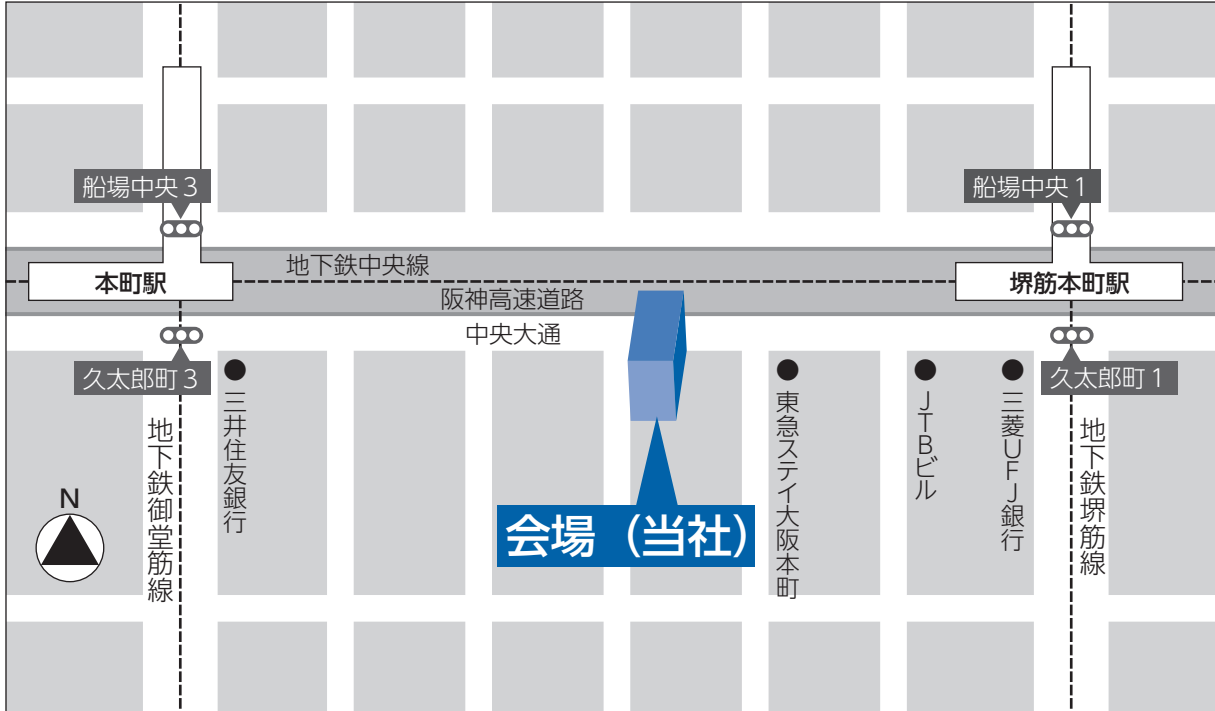 船場中央3
船場中央1
地下鉄中央線
本町駅
堺筋本町駅
阪神高速道路
中央大通
久太郎町3
久太郎町1
三井住友銀行
東急ステイ大阪本町
JTBビル
三菱UFJ銀行
地下鉄御堂筋線
地下鉄堺筋線
N
会場（当社）